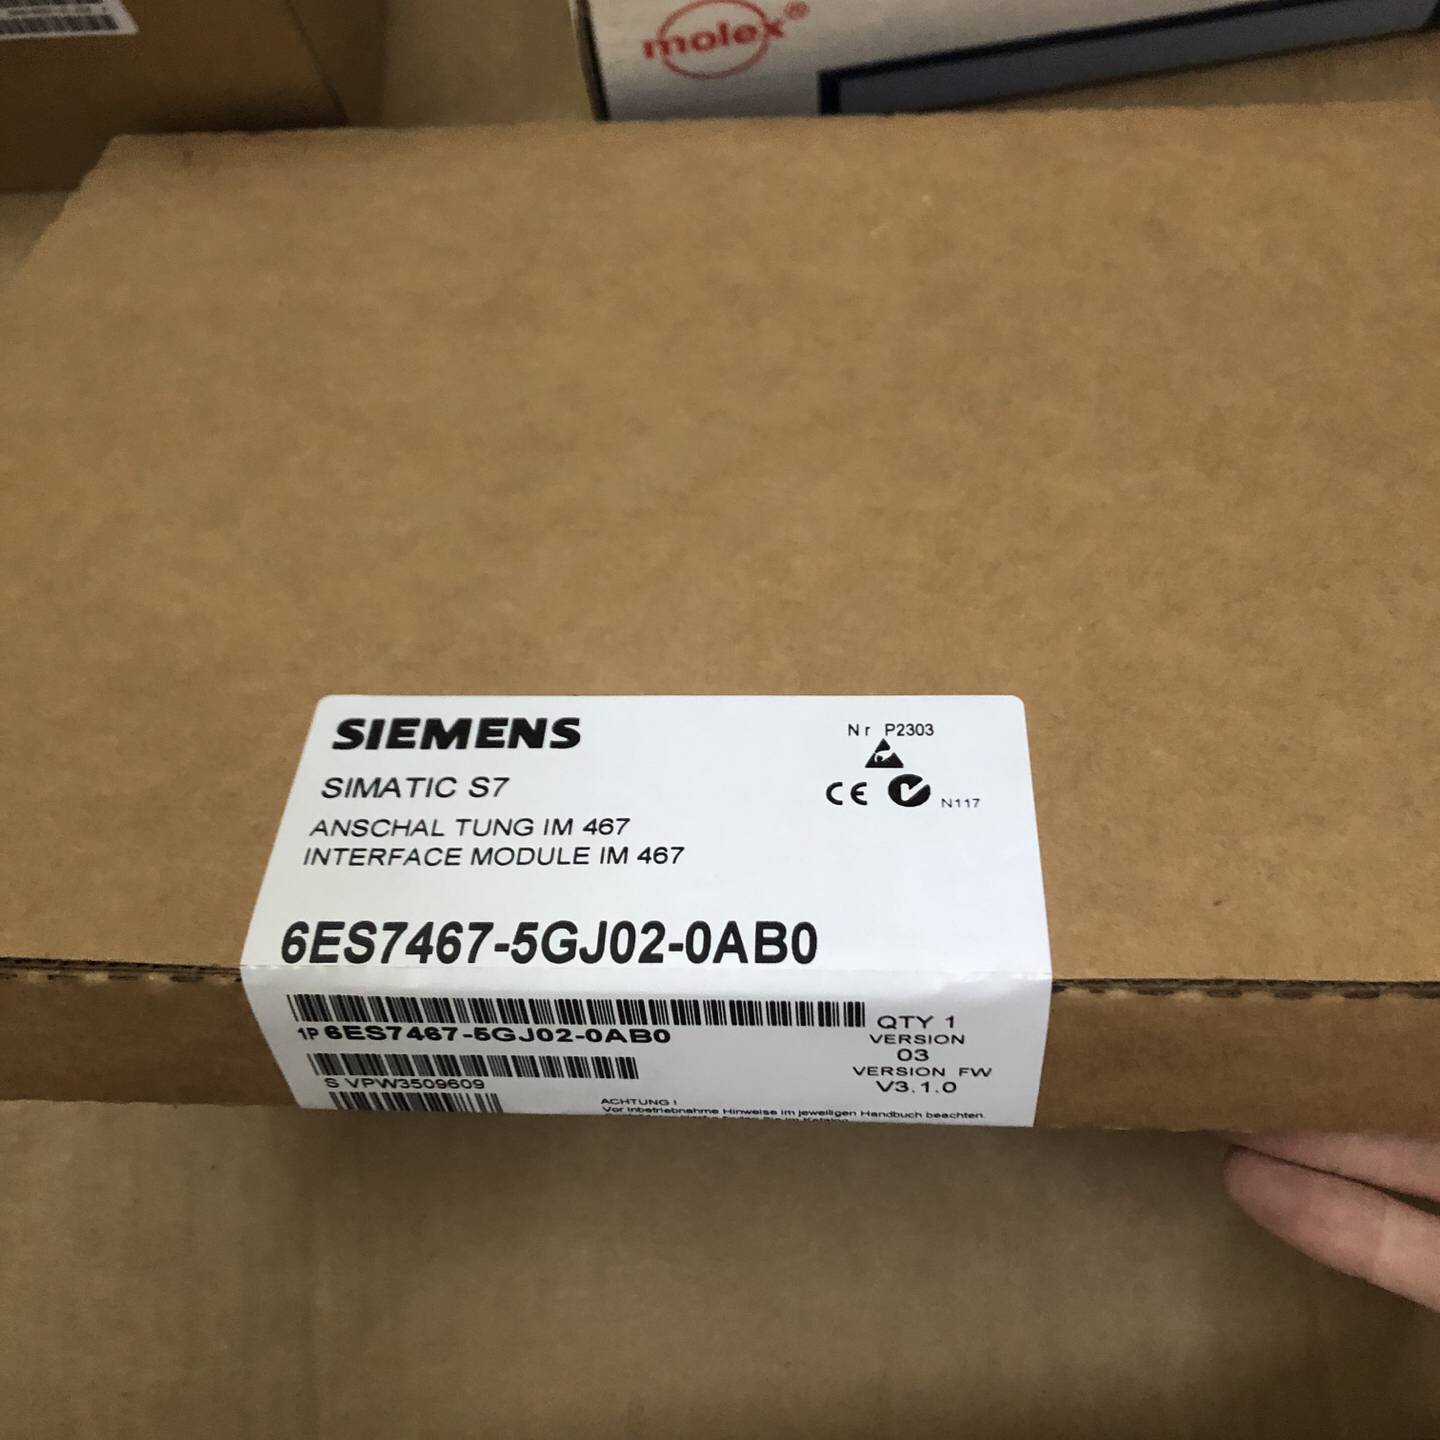 molex®
SIEMENS
Nr P2303
SIMATIC S7
CE N117
ANSCHAL TUNG IM 467
INTERFACE MODULE IM 467
6ES7467-5GJ02-0AB0
1P 6ES7467-5GJ02-0AB0
QTY 1
VERSION
03
VERSION FW
V3.1.0
S VPW3509609
ACHTUNG !
Vor Inbetriebnahme Hinweise im jeweiligen Handbuch beachten.